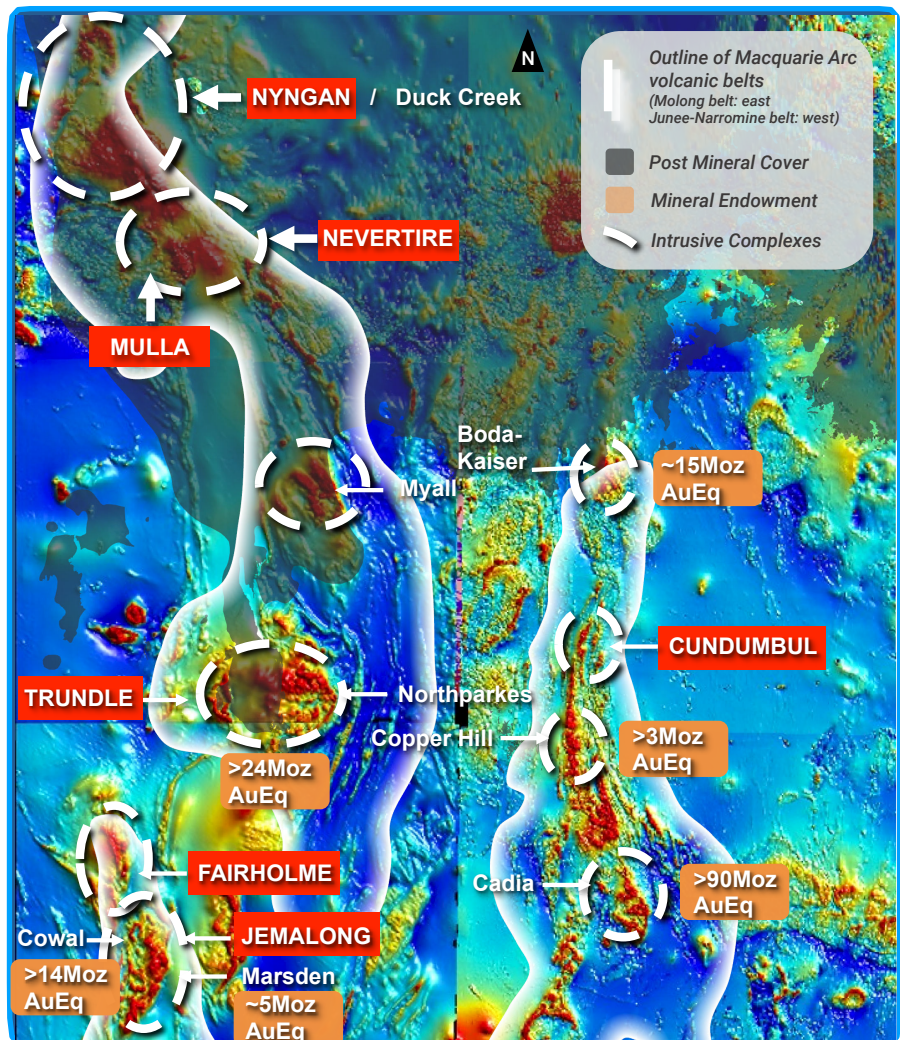 N
Outline of Macquarie Arc
volcanic belts
(Molong belt: east
Junee-Narromine belt: west)
Post Mineral Cover
Mineral Endowment
Intrusive Complexes
NYNGAN / Duck Creek
NEVERTIRE
MULLA
Boda-
Kaiser
~15Moz
AuEq
Myall
CUNDUMBUL
TRUNDLE
Northparkes
Copper Hill
>3Moz
AuEq
>24Moz
AuEq
FAIRHOLME
Cadia
>90Moz
AuEq
Cowal
JEMALONG
>14Moz
AuEq
Marsden
~5Moz
AuEq